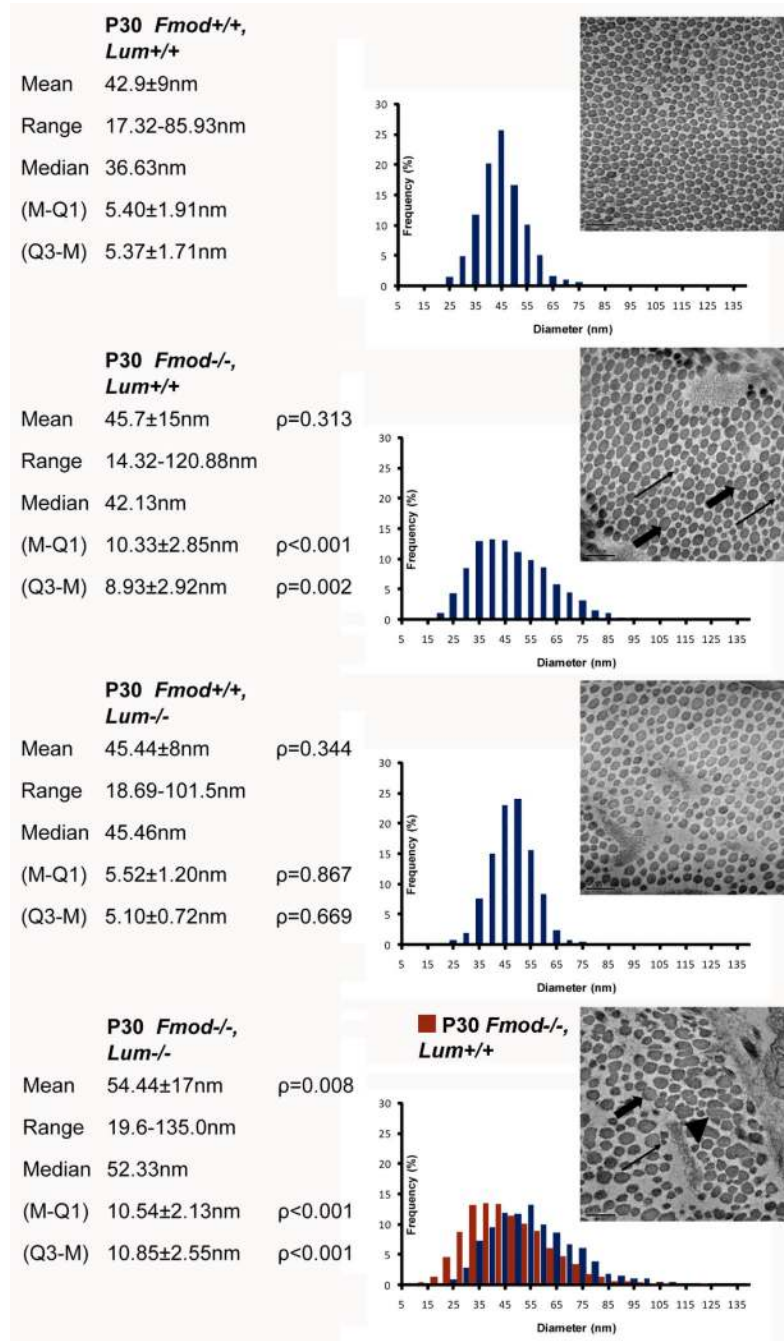 P30 Fmod+/+,
Lum+/+
Mean 42.9±9nm
Range 17.32-85.93nm
Median 36.63nm
(M-Q1) 5.40±1.91nm
(Q3-M) 5.37±1.71nm
Frequency (%)
30
25
20
15
10
5
0
5 15 25 35 45 55 65 75 85 95 105 115 125 135
Diameter (nm)
P30 Fmod-/-,
Lum+/+
Mean 45.7±15nm ρ=0.313
Range 14.32-120.88nm
Median 42.13nm
(M-Q1) 10.33±2.85nm ρ<0.001
(Q3-M) 8.93±2.92nm ρ=0.002
Frequency (%)
30
25
20
15
10
5
0
5 15 25 35 45 55 65 75 85 95 105 115 125 135
Diameter (nm)
P30 Fmod+/+,
Lum-/-
Mean 45.44±8nm ρ=0.344
Range 18.69-101.5nm
Median 45.46nm
(M-Q1) 5.52±1.20nm ρ=0.867
(Q3-M) 5.10±0.72nm ρ=0.669
Frequency (%)
30
25
20
15
10
5
0
5 15 25 35 45 55 65 75 85 95 105 115 125 135
Diameter (nm)
P30 Fmod-/-,
Lum-/-
Mean 54.44±17nm ρ=0.008
Range 19.6-135.0nm
Median 52.33nm
(M-Q1) 10.54±2.13nm ρ<0.001
(Q3-M) 10.85±2.55nm ρ<0.001
P30 Fmod-/-,
Lum+/+
Frequency (%)
30
25
20
15
10
5
0
5 15 25 35 45 55 65 75 85 95 105 115 125 135
Diameter (nm)